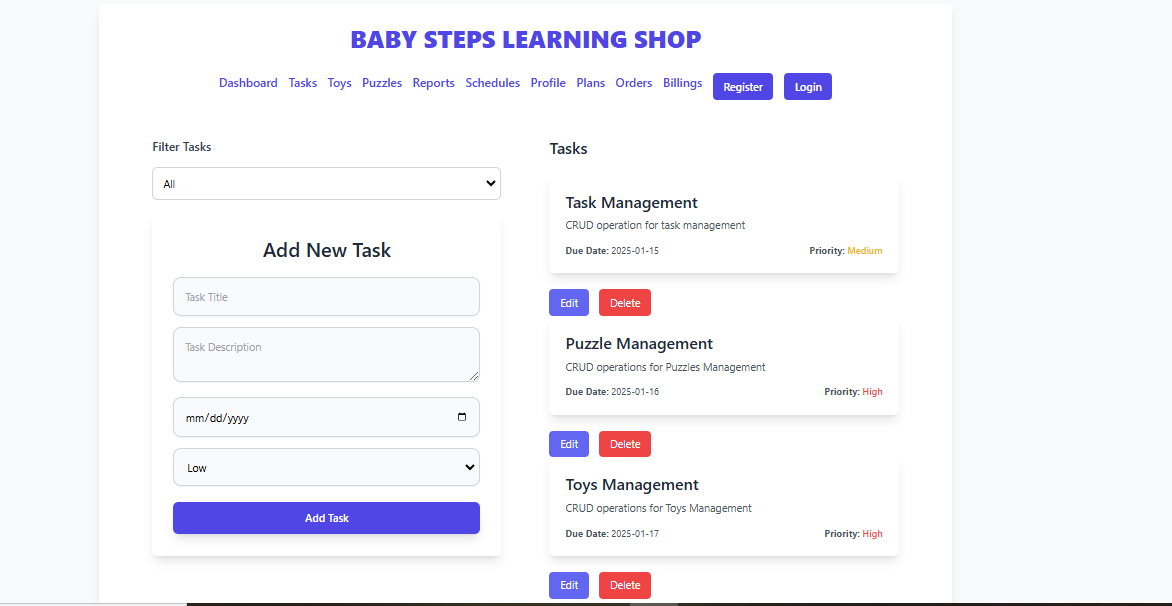 BABY STEPS LEARNING SHOP
Dashboard Tasks Toys Puzzles Reports Schedules Profile Plans Orders Billings Register Login
Filter Tasks
All
Add New Task
Task Title
Task Description
mm/dd/yyyy
Low
Add Task
Tasks
Task Management
CRUD operation for task management
Due Date: 2025-01-15 Priority: Medium
Edit Delete
Puzzle Management
CRUD operations for Puzzles Management
Due Date: 2025-01-16 Priority: High
Edit Delete
Toys Management
CRUD operations for Toys Management
Due Date: 2025-01-17 Priority: High
Edit Delete